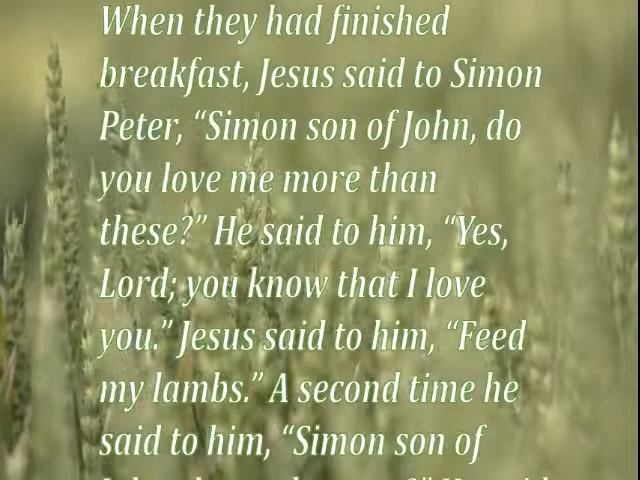 When they had finished
breakfast, Jesus said to Simon
Peter, “Simon son of John, do
you love me more than
these?” He said to him, “Yes,
Lord; you know that I love
you.” Jesus said to him, “Feed
my lambs.” A second time he
said to him, “Simon son of